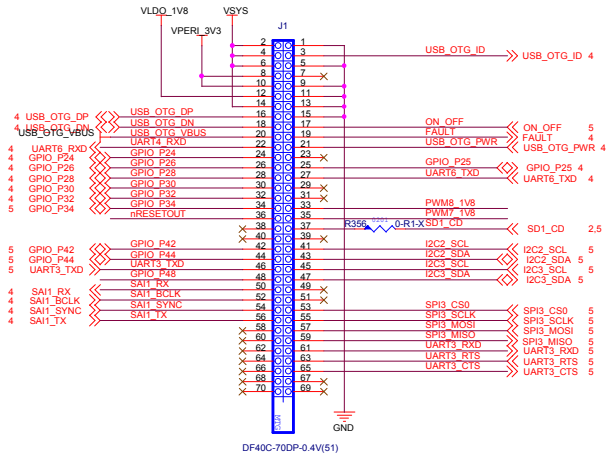 VLDO_1V8 VSYS
VPERI_3V3 J1
2 1
4 3 USB_OTG_ID USB_OTG_ID 4
6 5
8 7
10 9
12 11
14 13
4 USB_OTG_DP USB_OTG_DP 16 15
4 USB_OTG_DN USB_OTG_DN 18 17 ON_OFF ON_OFF 5
USB_OTG_VBUS USB_OTG_VBUS 20 19 FAULT FAULT 4
4 UART6_RXD UART4_RXD 22 21 USB_OTG_PWR USB_OTG_PWR 4
4 GPIO_P24 GPIO_P24 24 23
4 GPIO_P26 GPIO_P26 26 25 GPIO_P25 GPIO_P25 4
4 GPIO_P28 GPIO_P28 28 27 UART6_TXD UART6_TXD 4
4 GPIO_P30 GPIO_P30 30 29
4 GPIO_P32 GPIO_P32 32 31
5 GPIO_P34 GPIO_P34 34 33 PWM8_1V8
nRESETOUT 36 35 PWM7_1V8
38 37 R356 0201 0-R1-X SD1_CD SD1_CD 2,5
40 39
5 GPIO_P42 GPIO_P42 42 41 I2C2_SCL I2C2_SCL 5
5 GPIO_P44 GPIO_P44 44 43 I2C2_SDA I2C2_SDA 5
5 UART3_TXD UART3_TXD 46 45 I2C3_SCL I2C3_SCL 5
GPIO_P48 48 47 I2C3_SDA I2C3_SDA 5
4 SAI1_RX SAI1_RX 50 49
4 SAI1_BCLK SAI1_BCLK 52 51
4 SAI1_SYNC SAI1_SYNC 54 53 SPI3_CS0 SPI3_CS0 5
4 SAI1_TX SAI1_TX 56 55 SPI3_SCLK SPI3_SCLK 5
58 57 SPI3_MOSI SPI3_MOSI 5
60 59 SPI3_MISO SPI3_MISO 5
62 61 UART3_RXD UART3_RXD 5
64 63 UART3_RTS UART3_RTS 5
66 65 UART3_CTS UART3_CTS 5
68 67
70 69
GND
DF40C-70DP-0.4V(51)